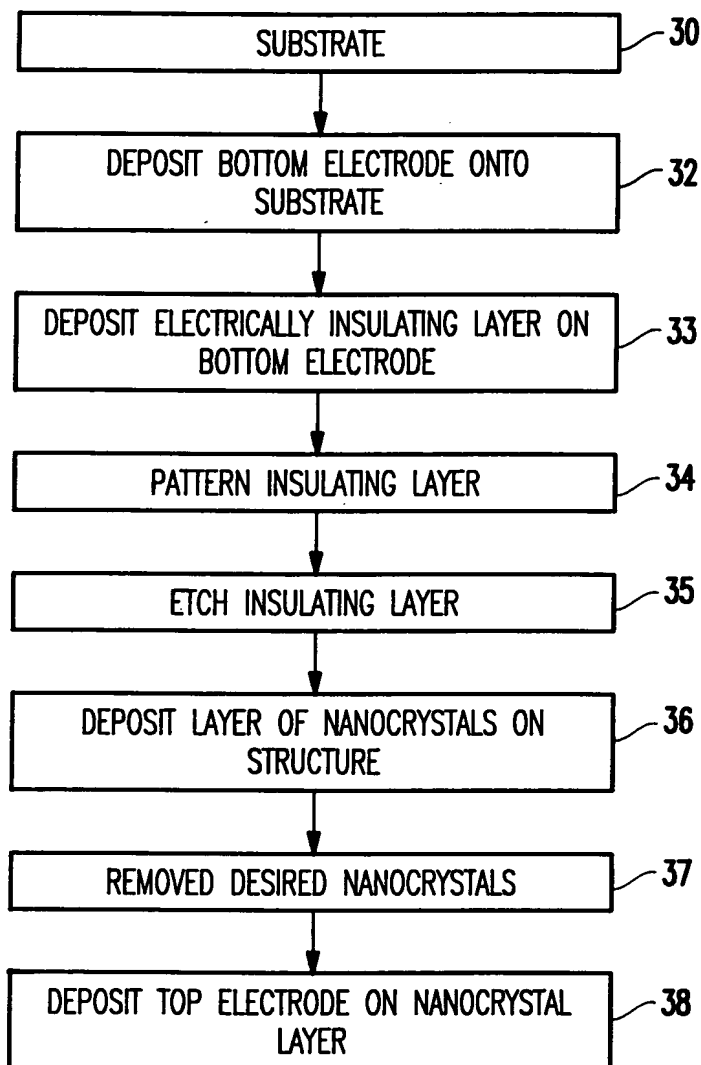 SUBSTRATE
30
DEPOSIT BOTTOM ELECTRODE ONTO
SUBSTRATE
32
DEPOSIT ELECTRICALLY INSULATING LAYER ON
BOTTOM ELECTRODE
33
PATTERN INSULATING LAYER
34
ETCH INSULATING LAYER
35
DEPOSIT LAYER OF NANOCRYSTALS ON
STRUCTURE
36
REMOVED DESIRED NANOCRYSTALS
37
DEPOSIT TOP ELECTRODE ON NANOCRYSTAL
LAYER
38